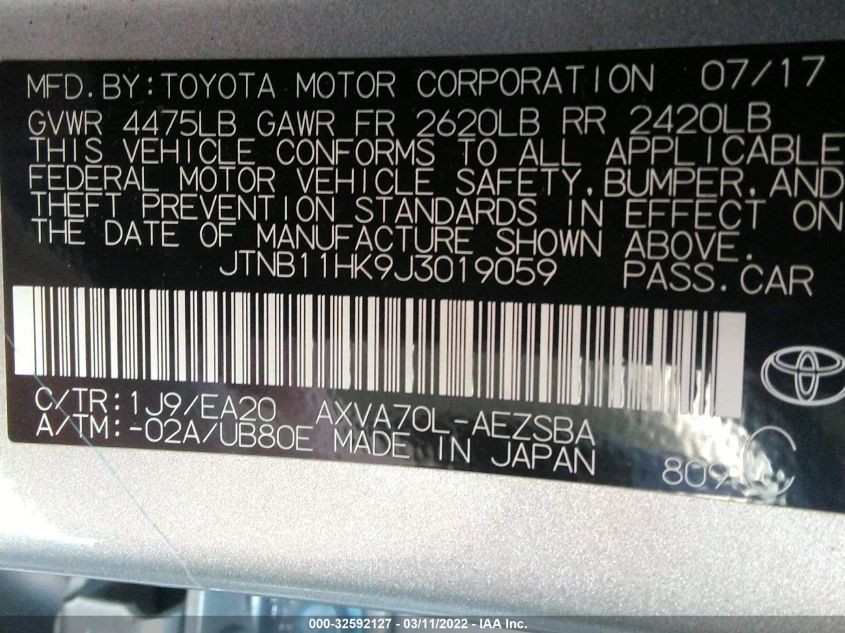 MFD.BY:TOYOTA MOTOR CORPORATION 07/17
GVWR 4475LB GAWR FR 2620LB RR 2420LB
THIS VEHICLE CONFORMS TO ALL APPLICABLE
FEDERAL MOTOR VEHICLE SAFETY, BUMPER, AND
THEFT PREVENTION STANDARDS IN EFFECT ON
THE DATE OF MANUFACTURE SHOWN ABOVE.
JTNB11HK9J3019059 PASS.CAR
C/TR:1J9/EA20 AXVA70L-AEZSBA
A/TM:-02A/UB80E MADE IN JAPAN
809 C
000-32592127 - 03/11/2022 - IAA Inc.